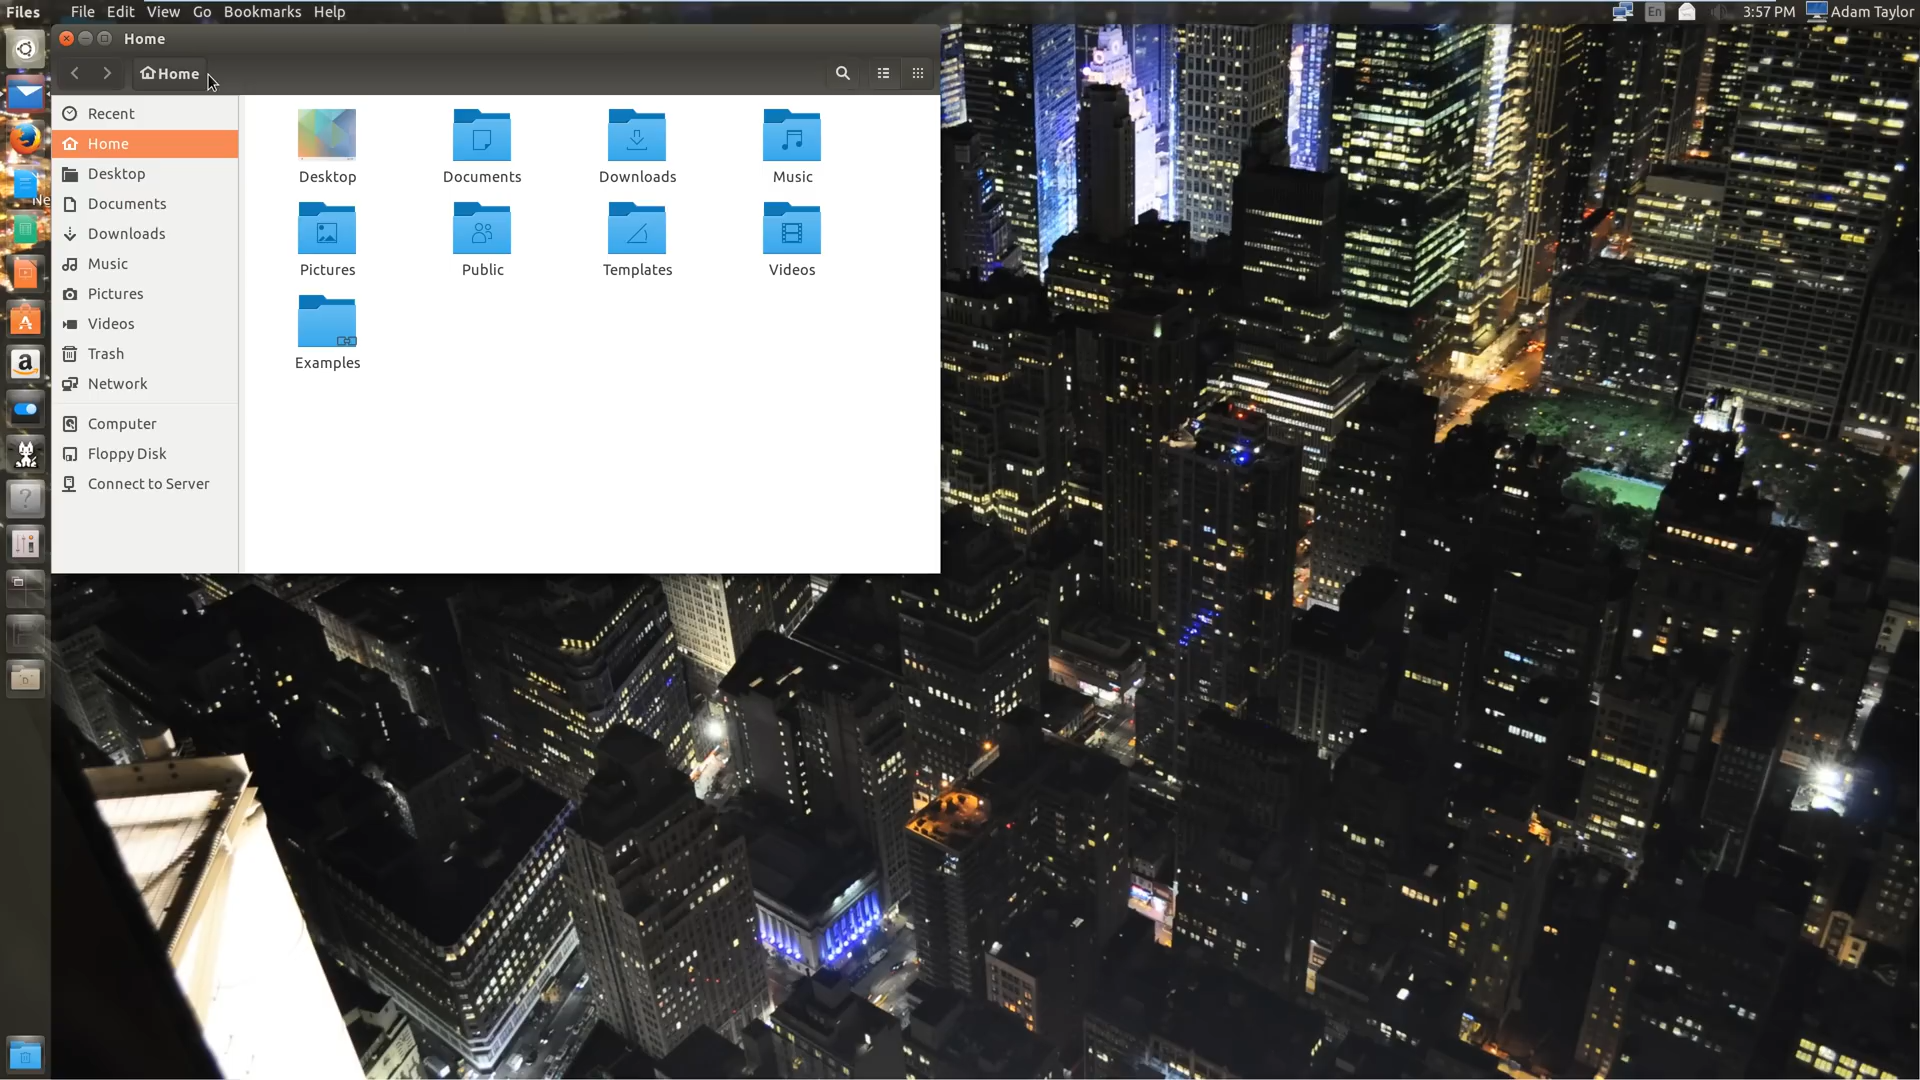 Files File Edit View Go Bookmarks Help En 3:57 PM Adam Taylor
Home
Home
Recent
Home
Desktop
Documents
Downloads
Music
Pictures
Videos
Trash
Network
Computer
Floppy Disk
Connect to Server
Desktop Documents Downloads Music
Pictures Public Templates Videos
Examples
Ne
a
?
D